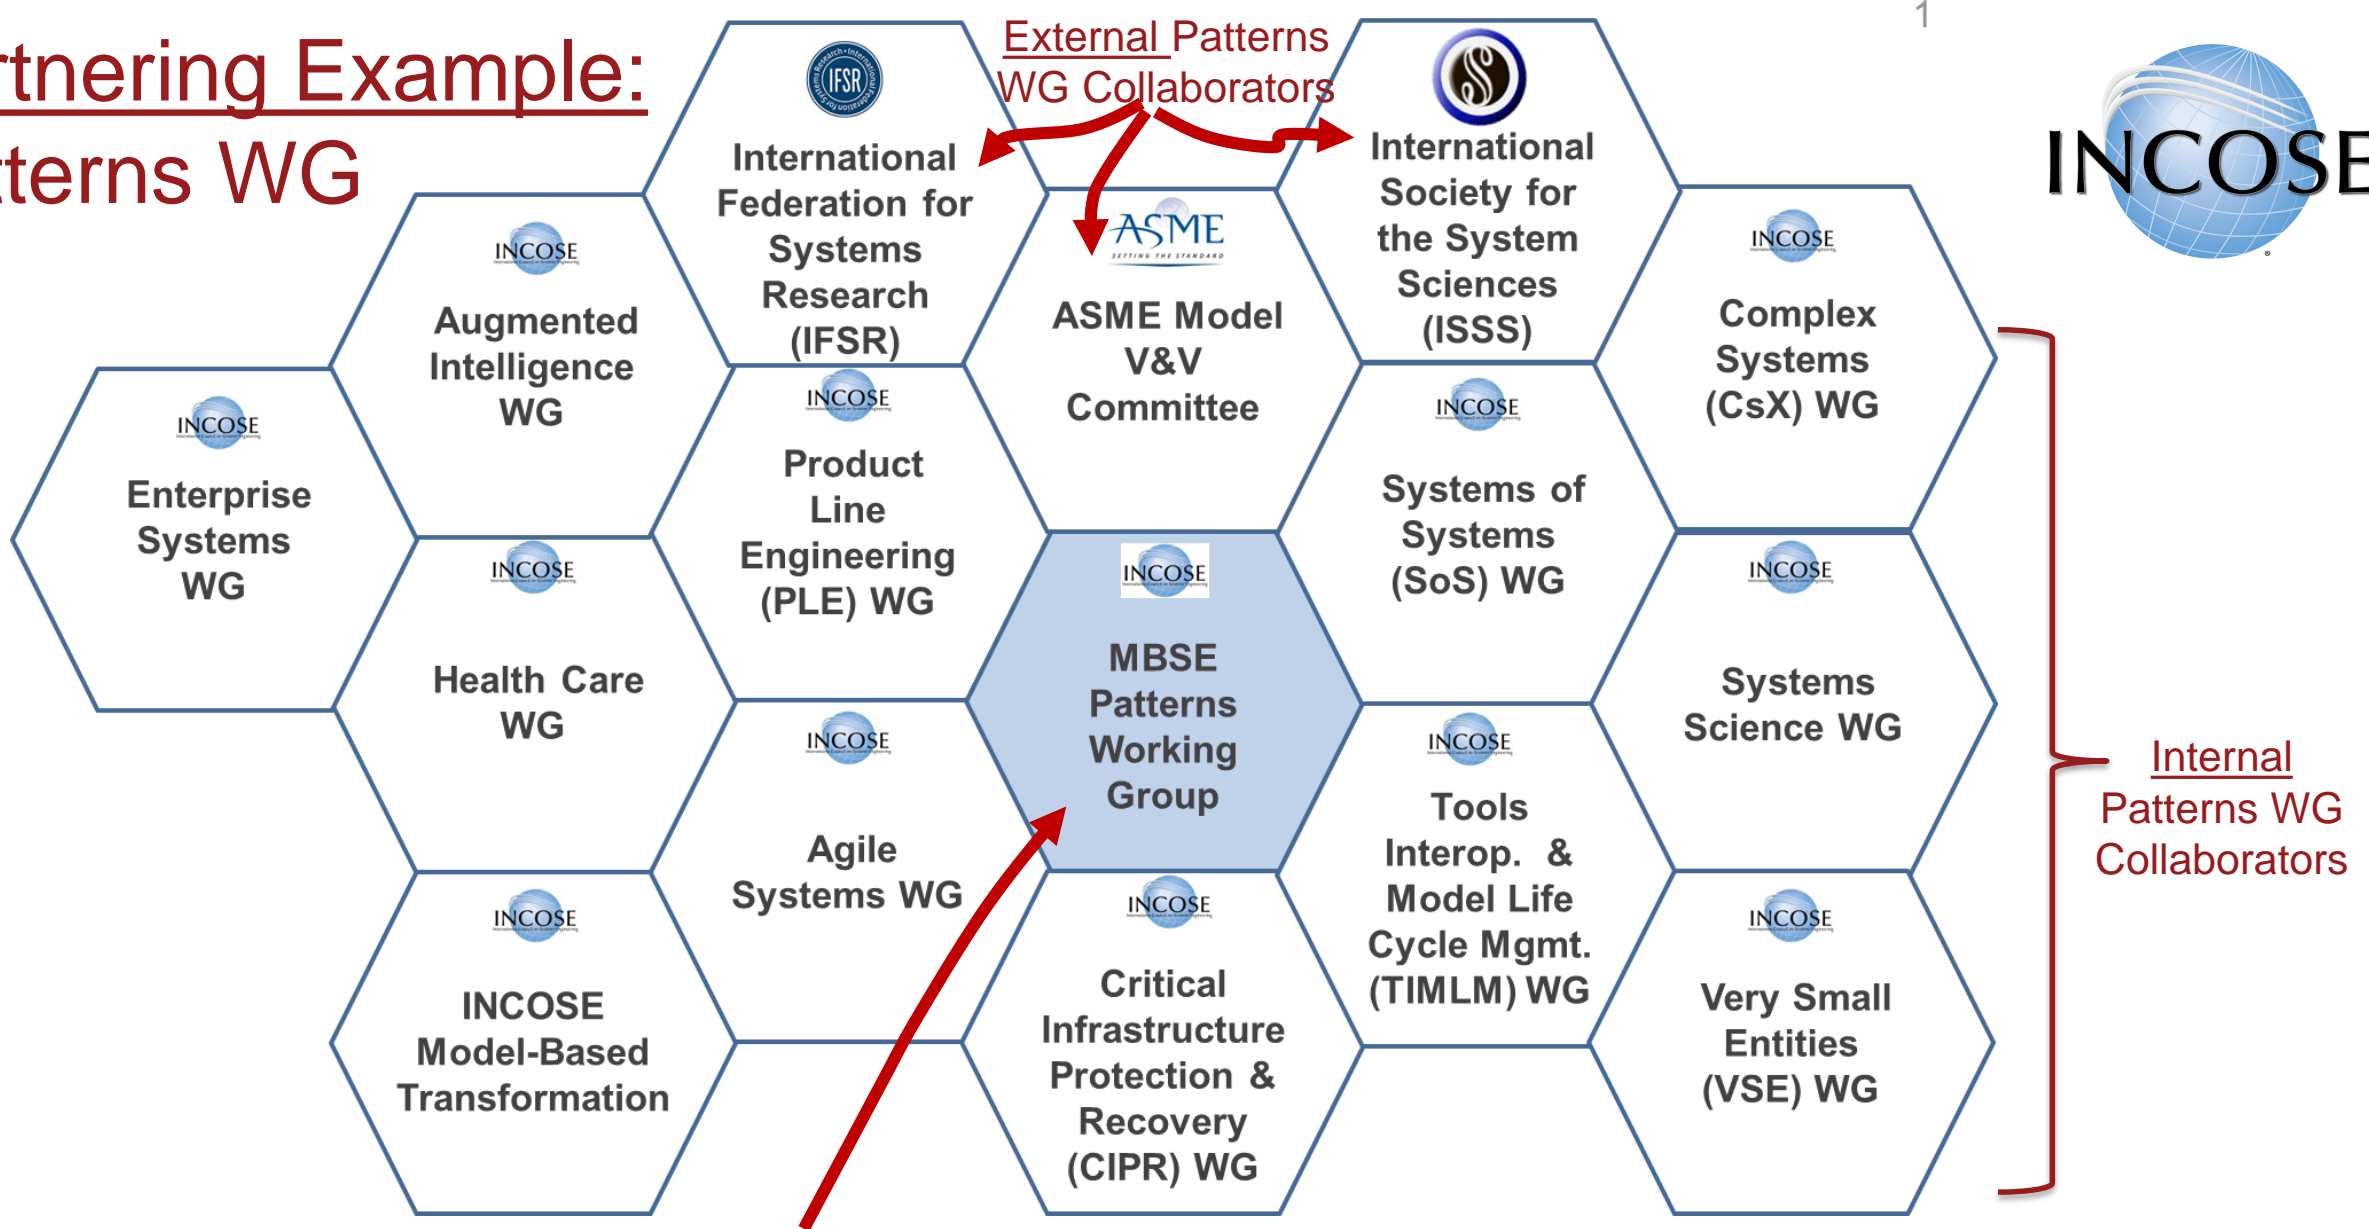 1
rtnering Example:
tterns WG
External Patterns
WG Collaborators
INCOSE
IFSR
International
Federation for
Systems
Research
(IFSR)
International
Society for
the System
Sciences
(ISSS)
INCOSE
Augmented
Intelligence
WG
ASME
SETTING THE STANDARD
ASME Model
V&V
Committee
INCOSE
Complex
Systems
(CsX) WG
INCOSE
Enterprise
Systems
WG
INCOSE
Product
Line
Engineering
(PLE) WG
INCOSE
Systems of
Systems
(SoS) WG
INCOSE
Health Care
WG
INCOSE
MBSE
Patterns
Working
Group
INCOSE
Systems
Science WG
INCOSE
Agile
Systems WG
INCOSE
Tools
Interop. &
Model Life
Cycle Mgmt.
(TIMLM) WG
Internal
Patterns WG
Collaborators
INCOSE
INCOSE
Model-Based
Transformation
INCOSE
Critical
Infrastructure
Protection &
Recovery
(CIPR) WG
INCOSE
Very Small
Entities
(VSE) WG